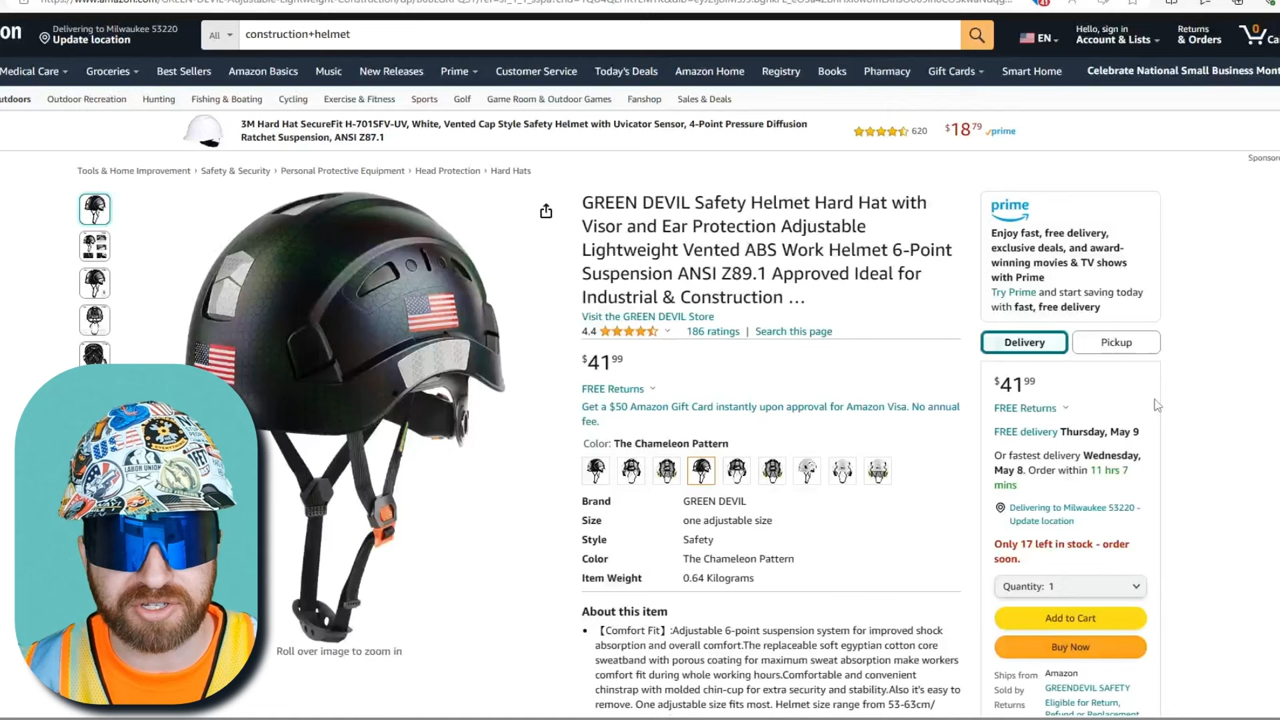 on
Delivering to Milwaukee 53220
Update location
All
construction+helmet
EN
Hello, sign in
Account & Lists
Returns
& Orders
0
Medical Care
Groceries
Best Sellers
Amazon Basics
Music
New Releases
Prime
Customer Service
Today's Deals
Amazon Home
Registry
Books
Pharmacy
Gift Cards
Smart Home
Celebrate National Small Business Mont
utdoors
Outdoor Recreation
Hunting
Fishing & Boating
Cycling
Exercise & Fitness
Sports
Golf
Game Room & Outdoor Games
Fanshop
Sales & Deals
3M Hard Hat SecureFit H-701SFV-UV, White, Vented Cap Style Safety Helmet with Uvicator Sensor, 4-Point Pressure Diffusion
Ratchet Suspension, ANSI Z87.1
620
$18 79
prime
Sponsore
Tools & Home Improvement › Safety & Security › Personal Protective Equipment › Head Protection › Hard Hats
GREEN DEVIL Safety Helmet Hard Hat with
Visor and Ear Protection Adjustable
Lightweight Vented ABS Work Helmet 6-Point
Suspension ANSI Z89.1 Approved Ideal for
Industrial & Construction …
Visit the GREEN DEVIL Store
4.4
186 ratings | Search this page
$41 99
FREE Returns
Get a $50 Amazon Gift Card instantly upon approval for Amazon Visa. No annual
fee.
Color: The Chameleon Pattern
Brand GREEN DEVIL
Size one adjustable size
Style Safety
Color The Chameleon Pattern
Item Weight 0.64 Kilograms
About this item
• 【Comfort Fit】:Adjustable 6-point suspension system for improved shock
absorption and overall comfort.The replaceable soft egyptian cotton core
sweatband with porous coating for maximum sweat absorption make workers
comfort fit during whole working hours.Comfortable and convenient
chinstrap with molded chin-cup for extra security and stability.Also it's easy to
remove. One adjustable size fits most. Helmet size range from 53-63cm/
Roll over image to zoom in
LABOR UNION
prime
Enjoy fast, free delivery,
exclusive deals, and award-
winning movies & TV shows
with Prime
Try Prime and start saving today
with fast, free delivery
Delivery
Pickup
$41 99
FREE Returns
FREE delivery Thursday, May 9
Or fastest delivery Wednesday,
May 8. Order within 11 hrs 7
mins
Delivering to Milwaukee 53220 -
Update location
Only 17 left in stock - order
soon.
Quantity: 1
Add to Cart
Buy Now
Ships from Amazon
Sold by GREENDEVIL SAFETY
Returns Eligible for Return,
Refund or Replacement